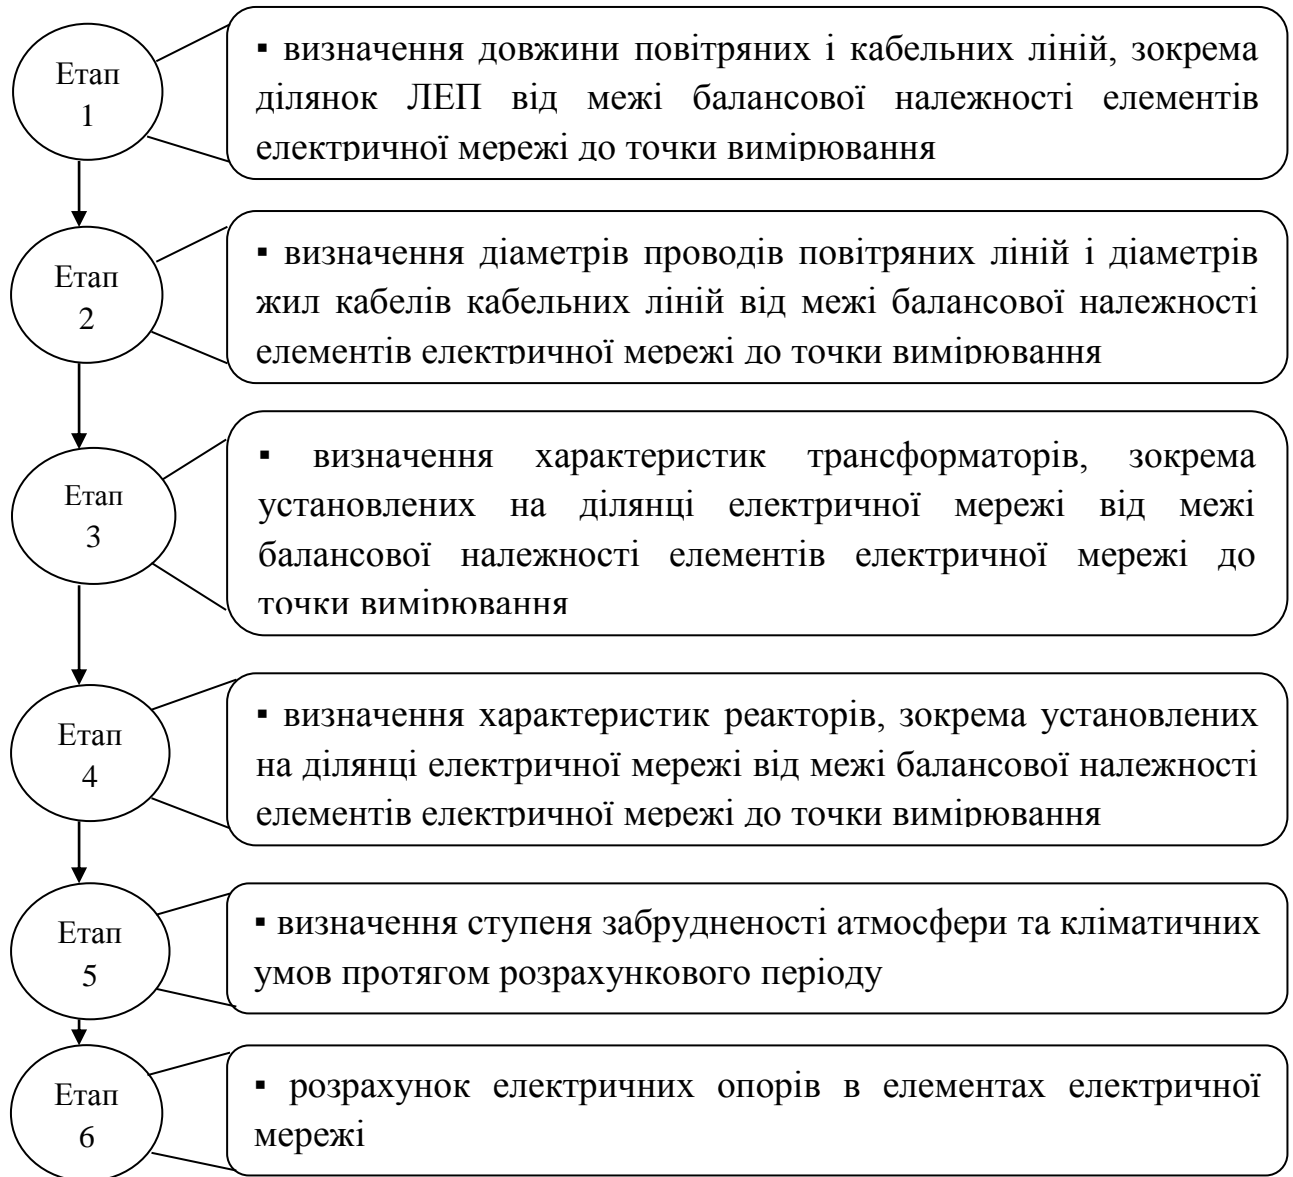 Етап
1
▪ визначення довжини повітряних і кабельних ліній, зокрема
ділянок ЛЕП від межі балансової належності елементів
електричної мережі до точки вимірювання
Етап
2
▪ визначення діаметрів проводів повітряних ліній і діаметрів
жил кабелів кабельних ліній від межі балансової належності
елементів електричної мережі до точки вимірювання
Етап
3
▪ визначення характеристик трансформаторів, зокрема
установлених на ділянці електричної мережі від межі
балансової належності елементів електричної мережі до
точки вимірювання
Етап
4
▪ визначення характеристик реакторів, зокрема установлених
на ділянці електричної мережі від межі балансової належності
елементів електричної мережі до точки вимірювання
Етап
5
▪ визначення ступеня забрудненості атмосфери та кліматичних
умов протягом розрахункового періоду
Етап
6
▪ розрахунок електричних опорів в елементах електричної
мережі